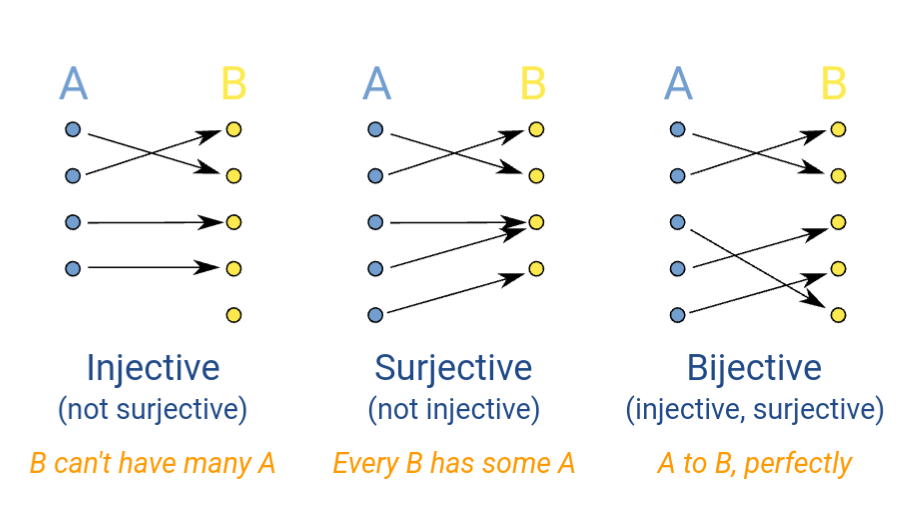 A B A B A B
Injective Surjective Bijective
(not surjective) (not injective) (injective, surjective)
B can't have many A Every B has some A A to B, perfectly